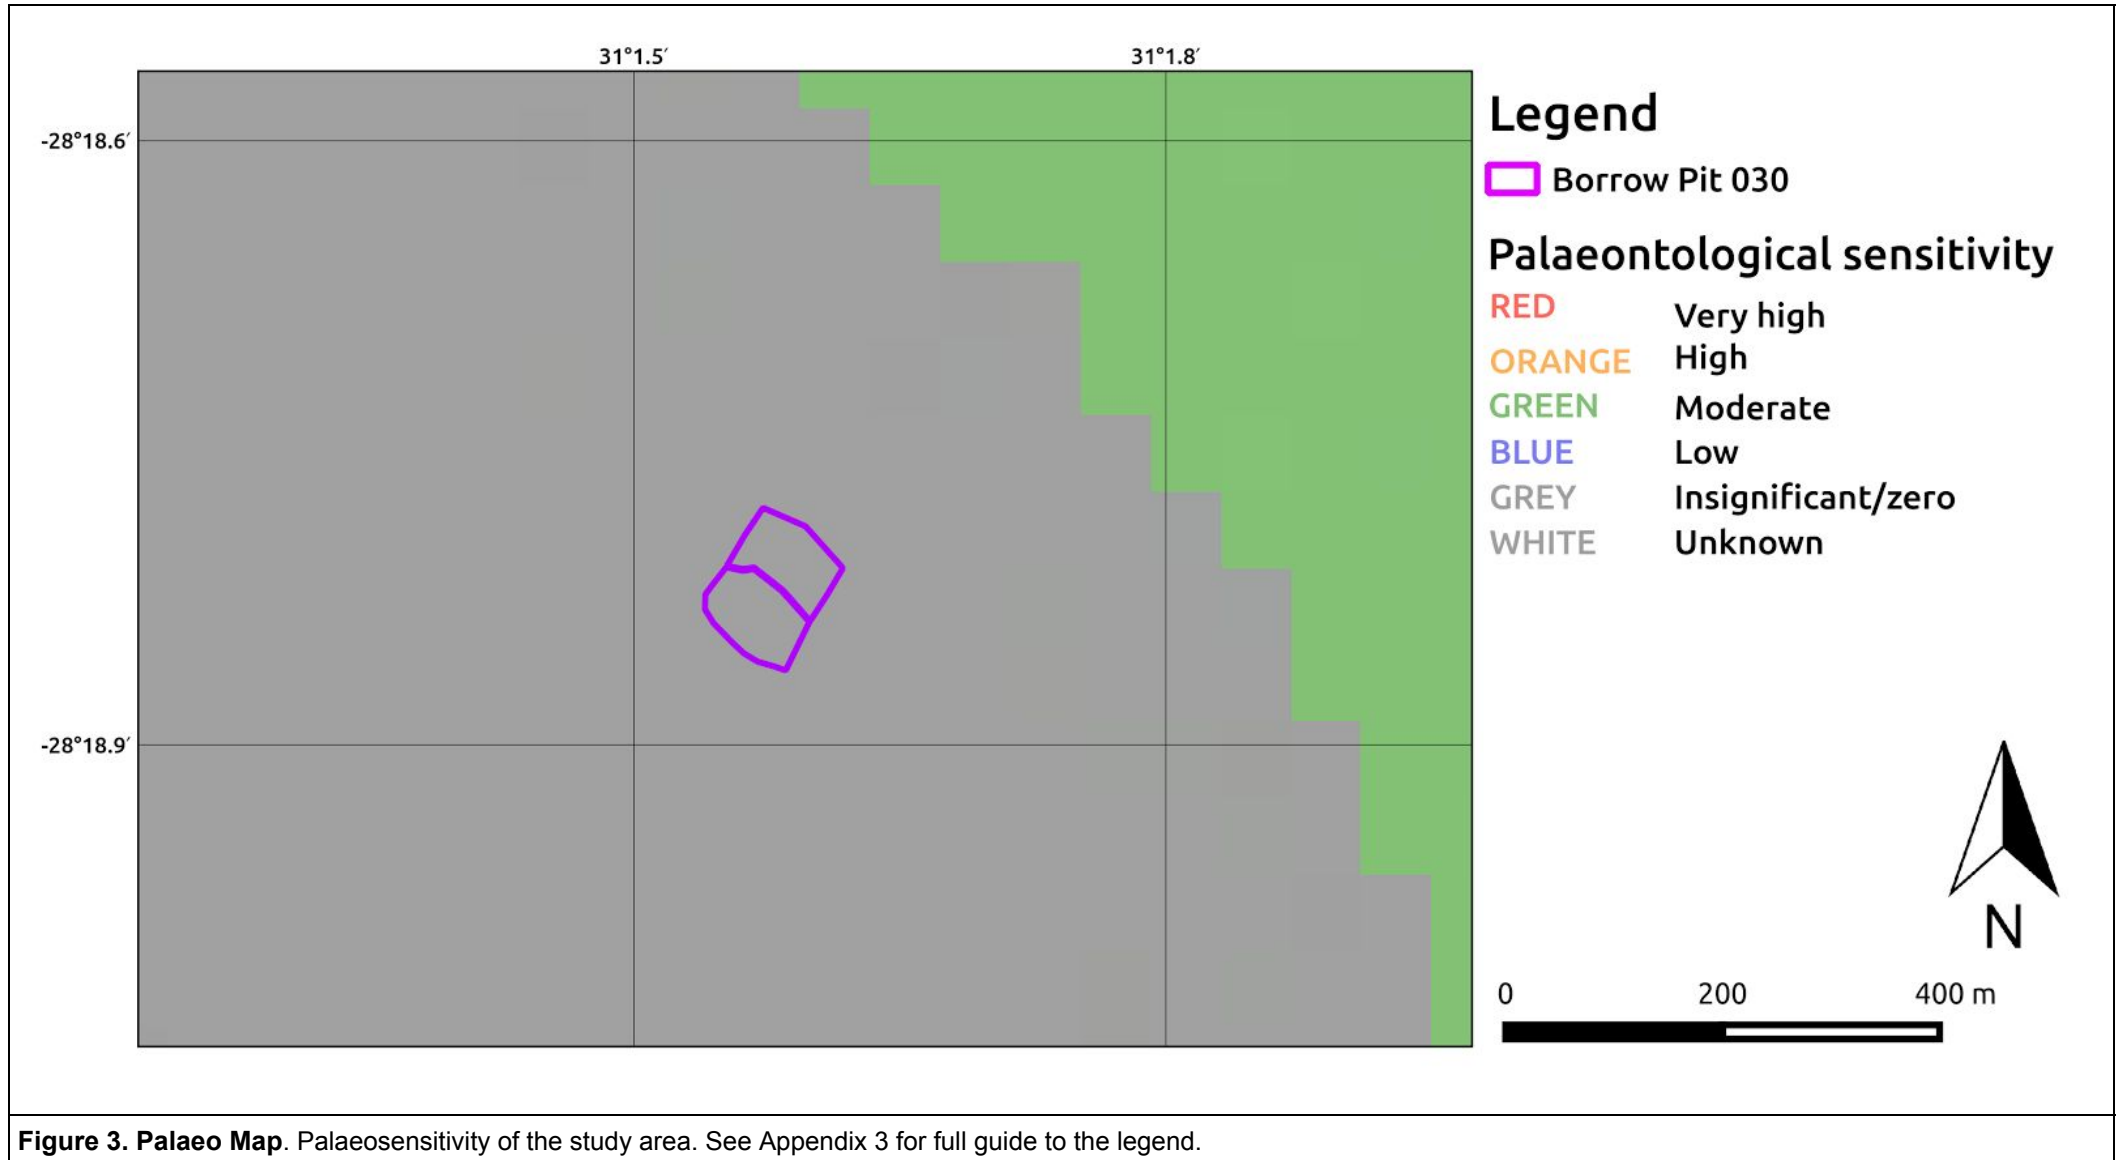 31°1.5′ 31°1.8′
-28°18.6′
-28°18.9′
Legend
Borrow Pit 030
Palaeontological sensitivity
RED Very high
ORANGE High
GREEN Moderate
BLUE Low
GREY Insignificant/zero
WHITE Unknown
N
0 200 400 m
Figure 3. Palaeo Map. Palaeosensitivity of the study area. See Appendix 3 for full guide to the legend.